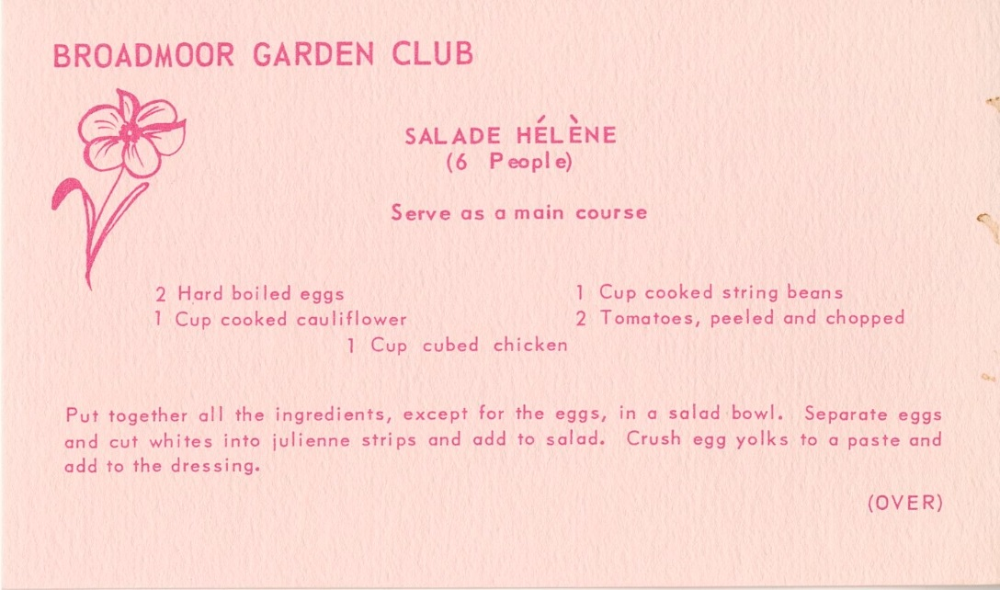 BROADMOOR GARDEN CLUB
SALADE HÉLÈNE
(6 People)
Serve as a main course
2 Hard boiled eggs
1 Cup cooked string beans
1 Cup cooked cauliflower
2 Tomatoes, peeled and chopped
1 Cup cubed chicken
Put together all the ingredients, except for the eggs, in a salad bowl. Separate eggs
and cut whites into julienne strips and add to salad. Crush egg yolks to a paste and
add to the dressing.
(OVER)